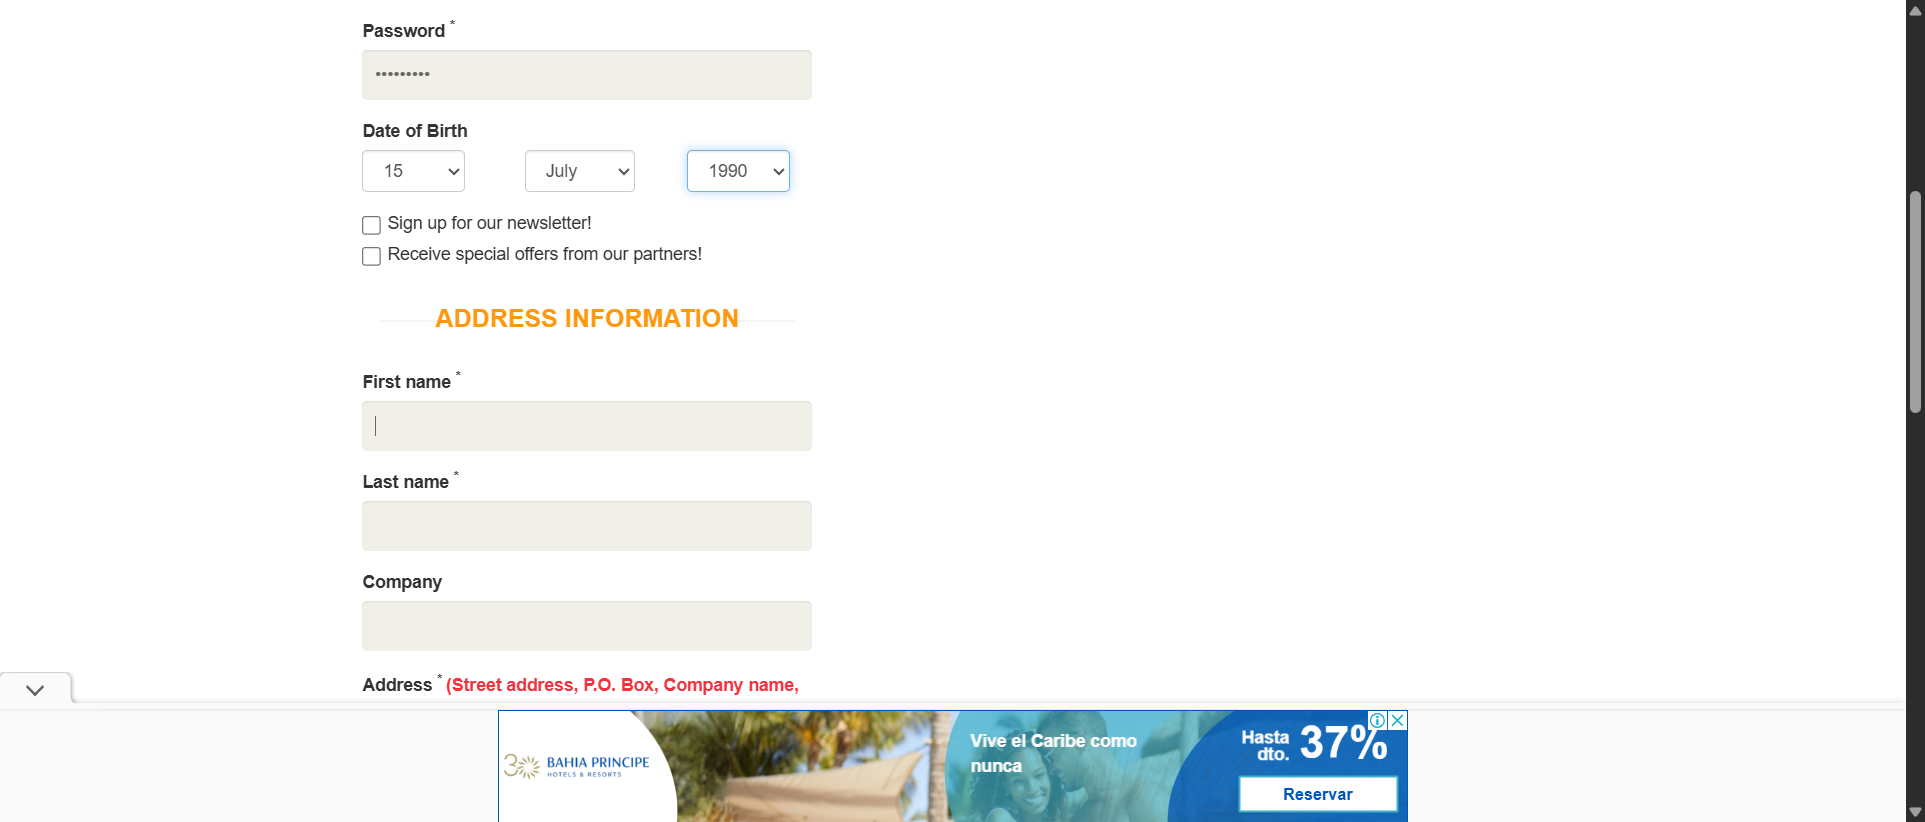 Password *
•••••••••
Date of Birth
15 July 1990
Sign up for our newsletter!
Receive special offers from our partners!
ADDRESS INFORMATION
First name *
Last name *
Company
Address * (Street address, P.O. Box, Company name,
30 BAHIA PRINCIPE
HOTELS & RESORTS
Vive el Caribe como
nunca
Hasta
dto. 37%
Reservar